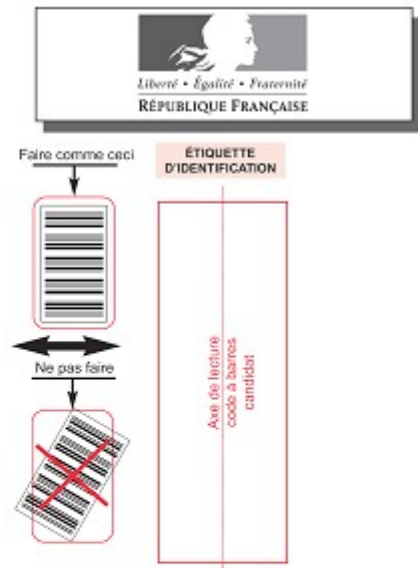 Liberté • Égalité • Fraternité
RÉPUBLIQUE FRANÇAISE
Faire comme ceci
ÉTIQUETTE
D'IDENTIFICATION
Axe de lecture
code à barres
candidat
Ne pas faire